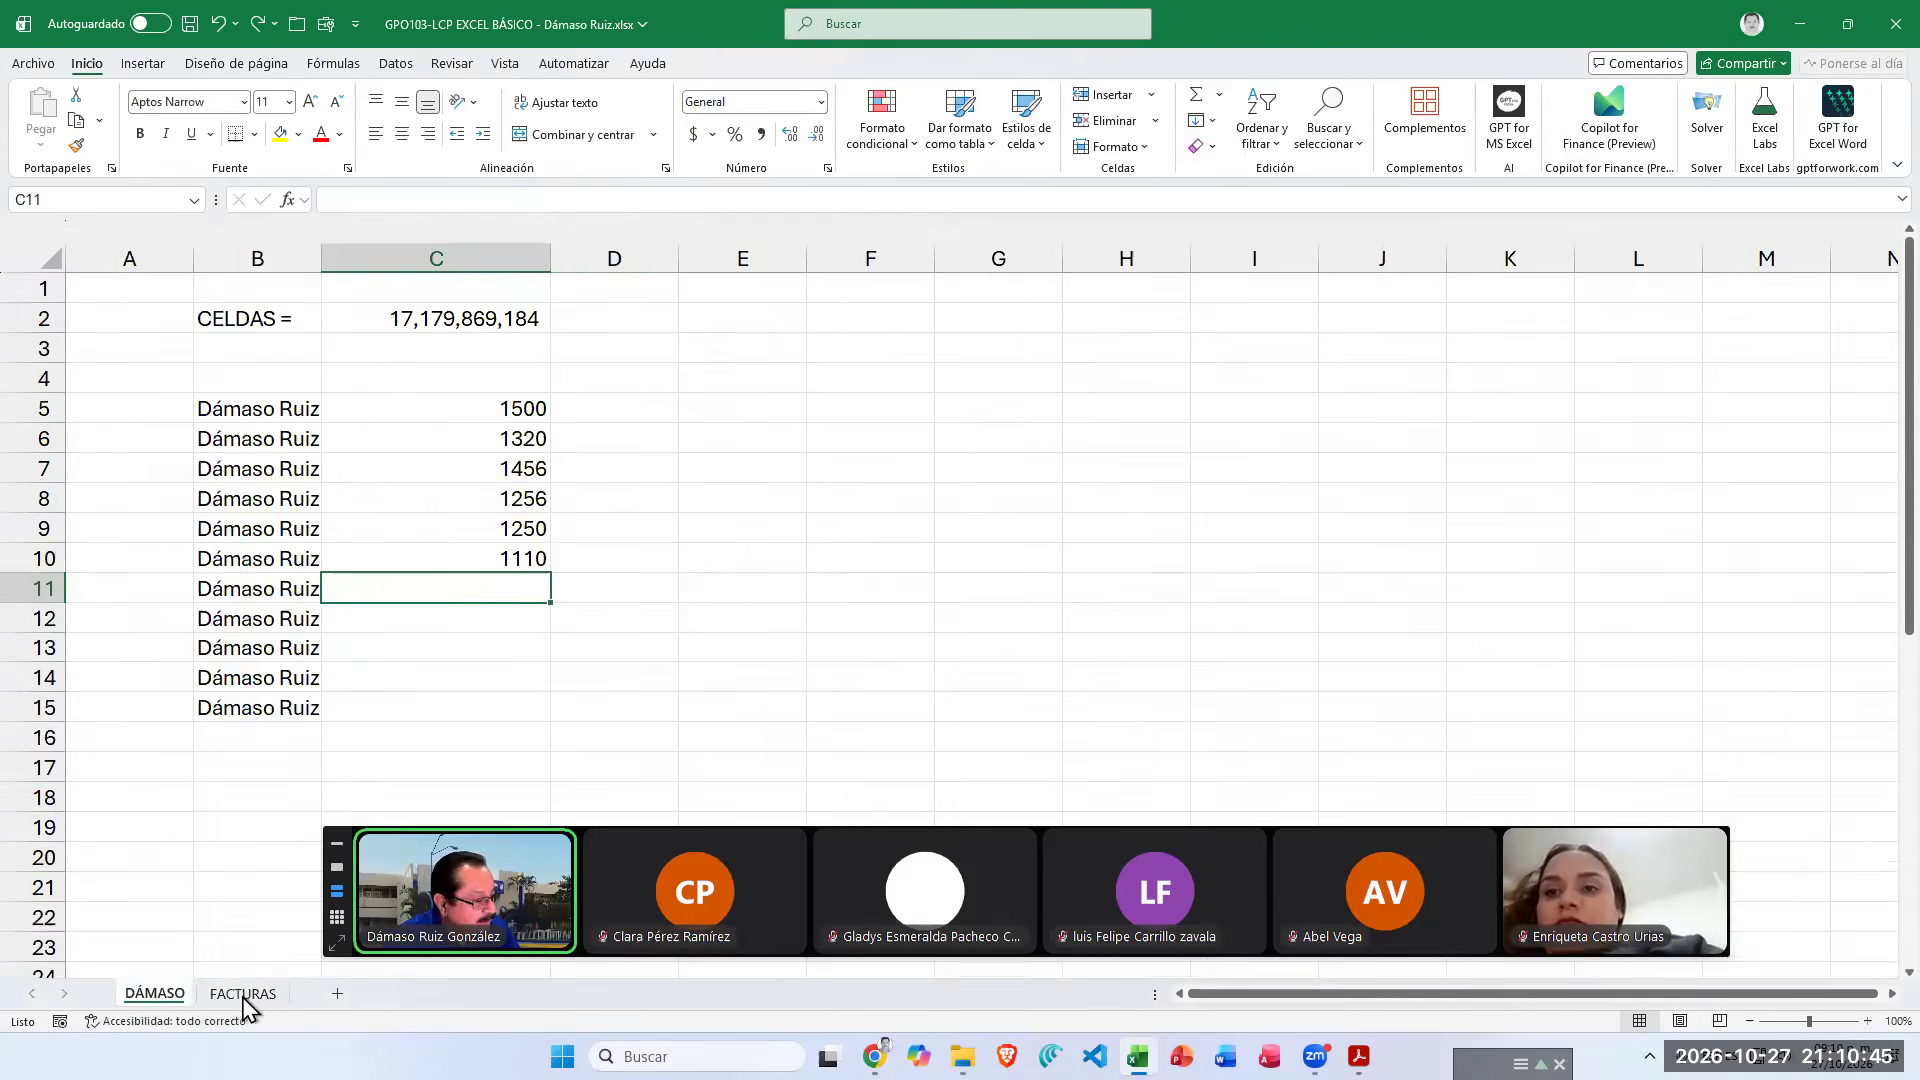 Autoguardado
GPO103-LCP EXCEL BÁSICO - Dámaso Ruiz.xlsx
Buscar
Archivo Inicio Insertar Diseño de página Fórmulas Datos Revisar Vista Automatizar Ayuda
Comentarios Compartir Ponerse al día
Pegar
Portapapeles
Aptos Narrow 11
N K S
Fuente
Ajustar texto
Combinar y centrar
Alineación
General
$ %
Número
Formato condicional
Dar formato como tabla
Estilos de celda
Estilos
Insertar
Eliminar
Formato
Celdas
Ordenar y filtrar
Buscar y seleccionar
Edición
Complementos
Complementos
GPT for MS Excel
AI
Copilot for Finance (Preview)
Copilot for Finance (Pre...
Solver
Solver
Excel Labs
Excel Labs
GPT for Excel Word
gptforwork.com
C11
fx
A B C D E F G H I J K L M N
1
2 CELDAS = 17,179,869,184
3
4
5 Dámaso Ruiz 1500
6 Dámaso Ruiz 1320
7 Dámaso Ruiz 1456
8 Dámaso Ruiz 1256
9 Dámaso Ruiz 1250
10 Dámaso Ruiz 1110
11 Dámaso Ruiz
12 Dámaso Ruiz
13 Dámaso Ruiz
14 Dámaso Ruiz
15 Dámaso Ruiz
16
17
18
19
20
21
22
23
24
CP LF AV
Dámaso Ruiz González
Clara Pérez Ramírez
Gladys Esmeralda Pacheco C...
luis Felipe Carrillo zavala
Abel Vega
Enriqueta Castro Urias
DÁMASO FACTURAS
Listo
Accesibilidad: todo correcto
100%
Buscar
2026-10-27 21:10:45